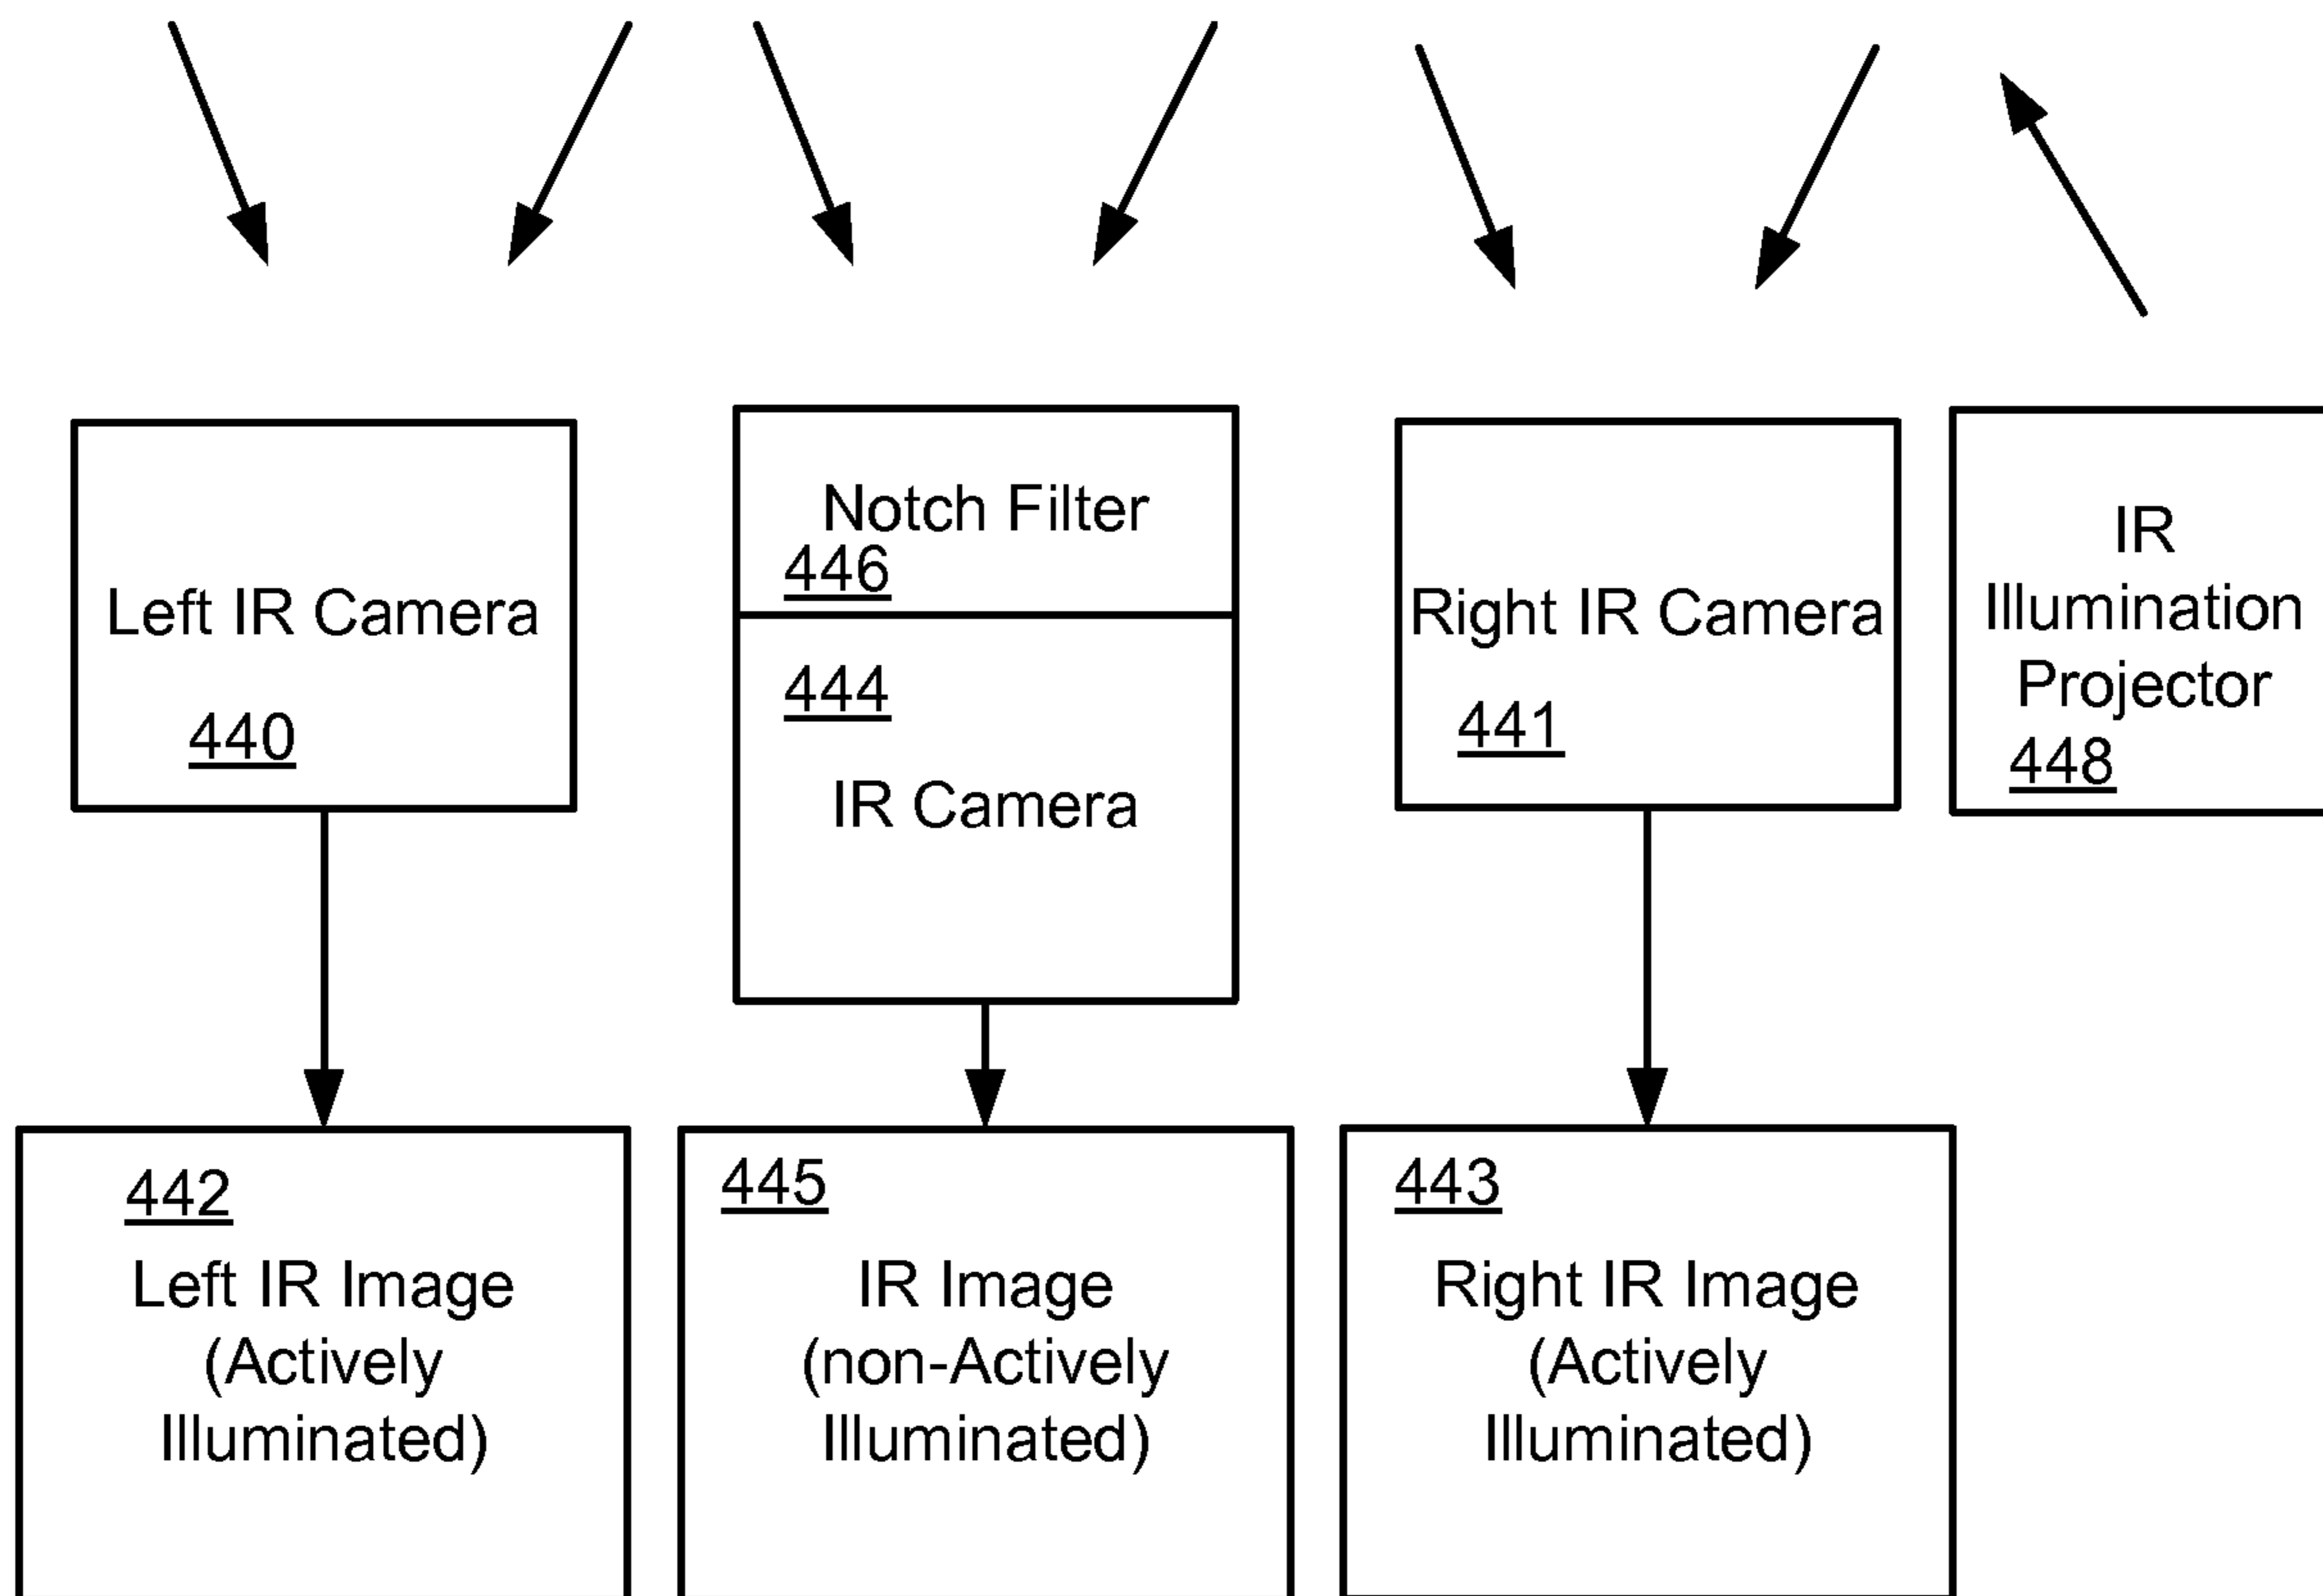 Left IR Camera
440
Notch Filter
446
444
IR Camera
Right IR Camera
441
IR
Illumination
Projector
448
442
Left IR Image
(Actively
Illuminated)
445
IR Image
(non-Actively
Illuminated)
443
Right IR Image
(Actively
Illuminated)